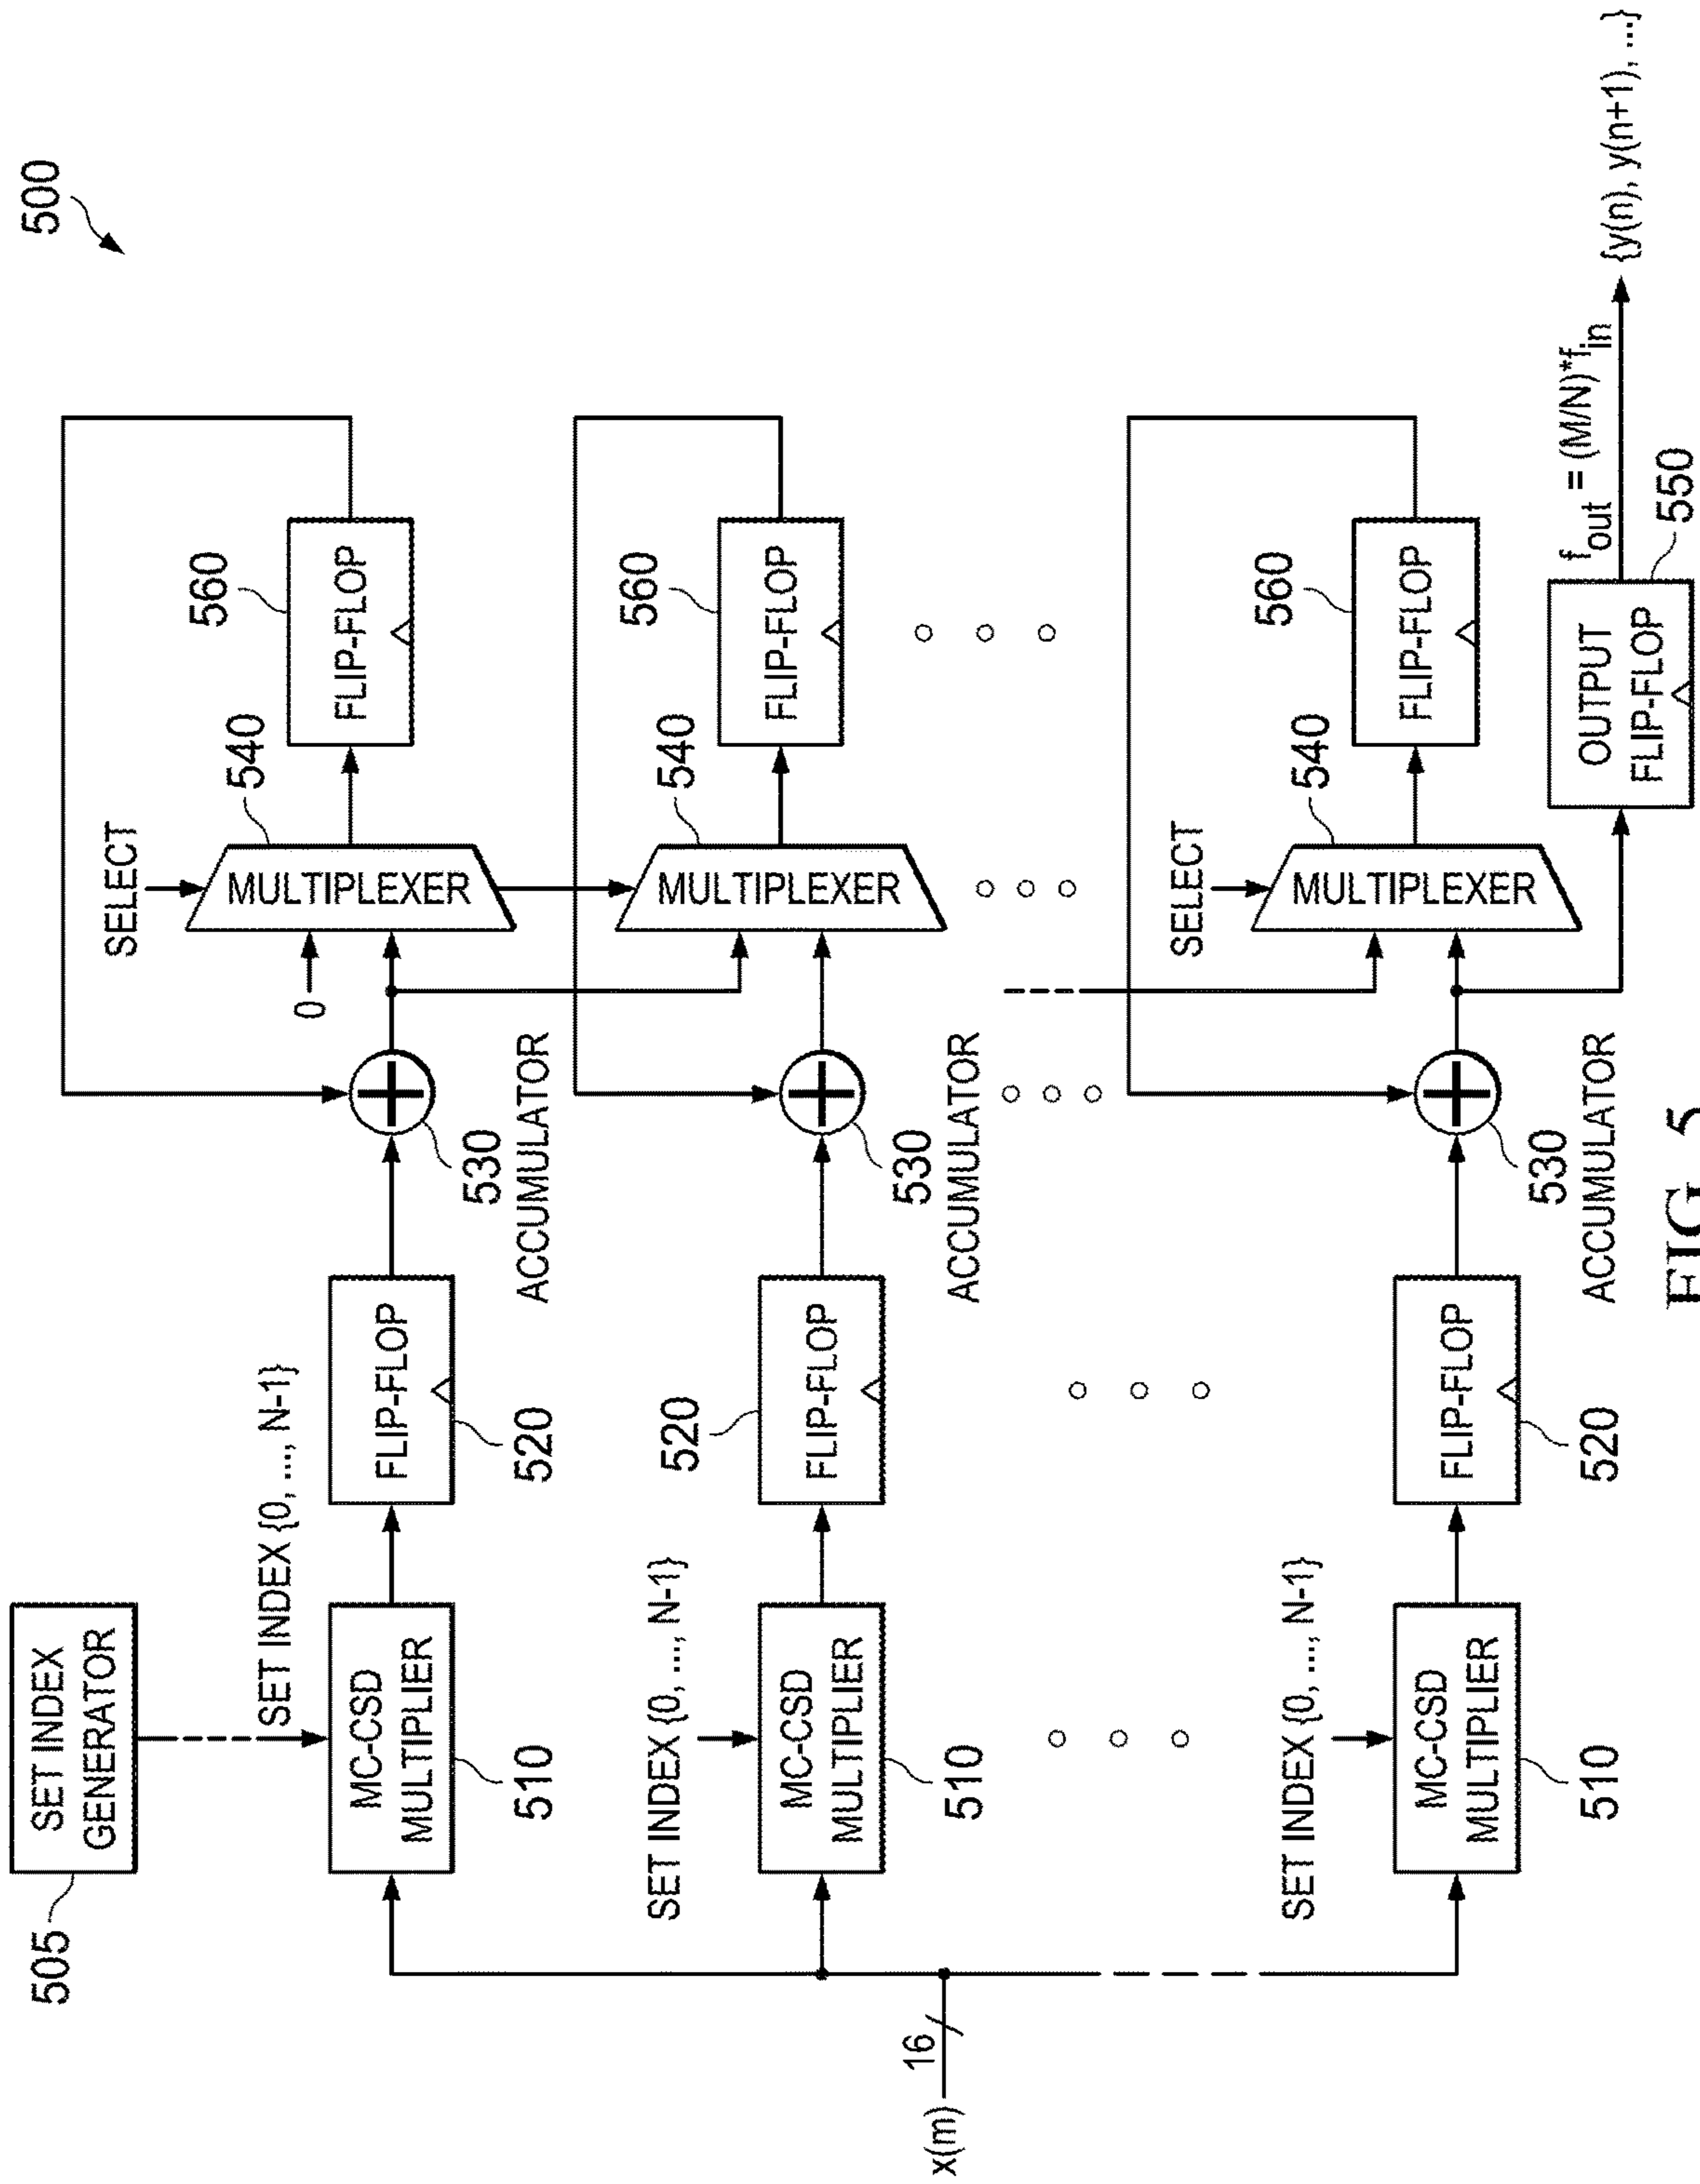 500
505
SET INDEX
GENERATOR
SET INDEX {0, ..., N-1}
MC-CSD
MULTIPLIER
510
FLIP-FLOP
520
530
ACCUMULATOR
0
SELECT
MULTIPLEXER
540
FLIP-FLOP
560
SET INDEX {0, ..., N-1}
MC-CSD
MULTIPLIER
510
FLIP-FLOP
520
530
ACCUMULATOR
MULTIPLEXER
540
FLIP-FLOP
560
x(m)
16
SET INDEX {0, ..., N-1}
MC-CSD
MULTIPLIER
510
FLIP-FLOP
520
530
ACCUMULATOR
SELECT
MULTIPLEXER
540
FLIP-FLOP
560
OUTPUT
FLIP-FLOP
550
fout = (M/N)*fin
{y(n), y(n+1), ...}
FIG. 5